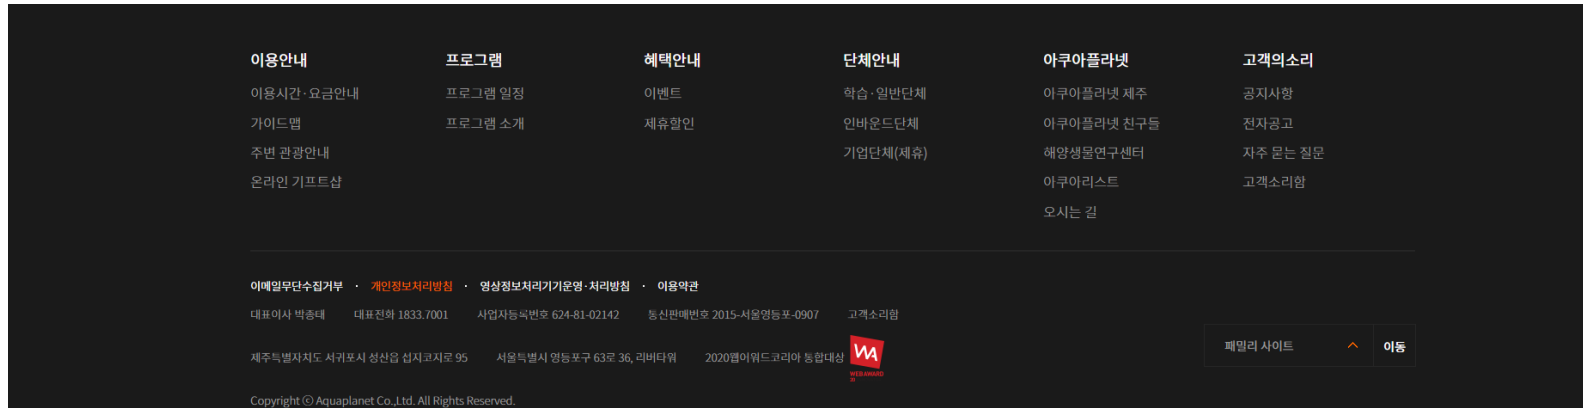 이용안내 프로그램 혜택안내 단체안내 아쿠아플라넷 고객의소리
이용시간·요금안내 프로그램 일정 이벤트 학습·일반단체 아쿠아플라넷 제주 공지사항
가이드맵 프로그램 소개 제휴할인 인바운드단체 아쿠아플라넷 친구들 전자공고
주변 관광안내 기업단체(제휴) 해양생물연구센터 자주 묻는 질문
온라인 기프트샵 아쿠아리스트 고객소리함
오시는 길
이메일무단수집거부 · 개인정보처리방침 · 영상정보처리기기운영·처리방침 · 이용약관
대표이사 박종태 대표전화 1833.7001 사업자등록번호 624-81-02142 통신판매번호 2015-서울영등포-0907 고객소리함
제주특별자치도 서귀포시 성산읍 섭지코지로 95 서울특별시 영등포구 63로 36, 리버타워 2020웹어워드코리아 통합대상 WA WEB AWARD
패밀리 사이트 이동
Copyright ⓒ Aquaplanet Co.,Ltd. All Rights Reserved.